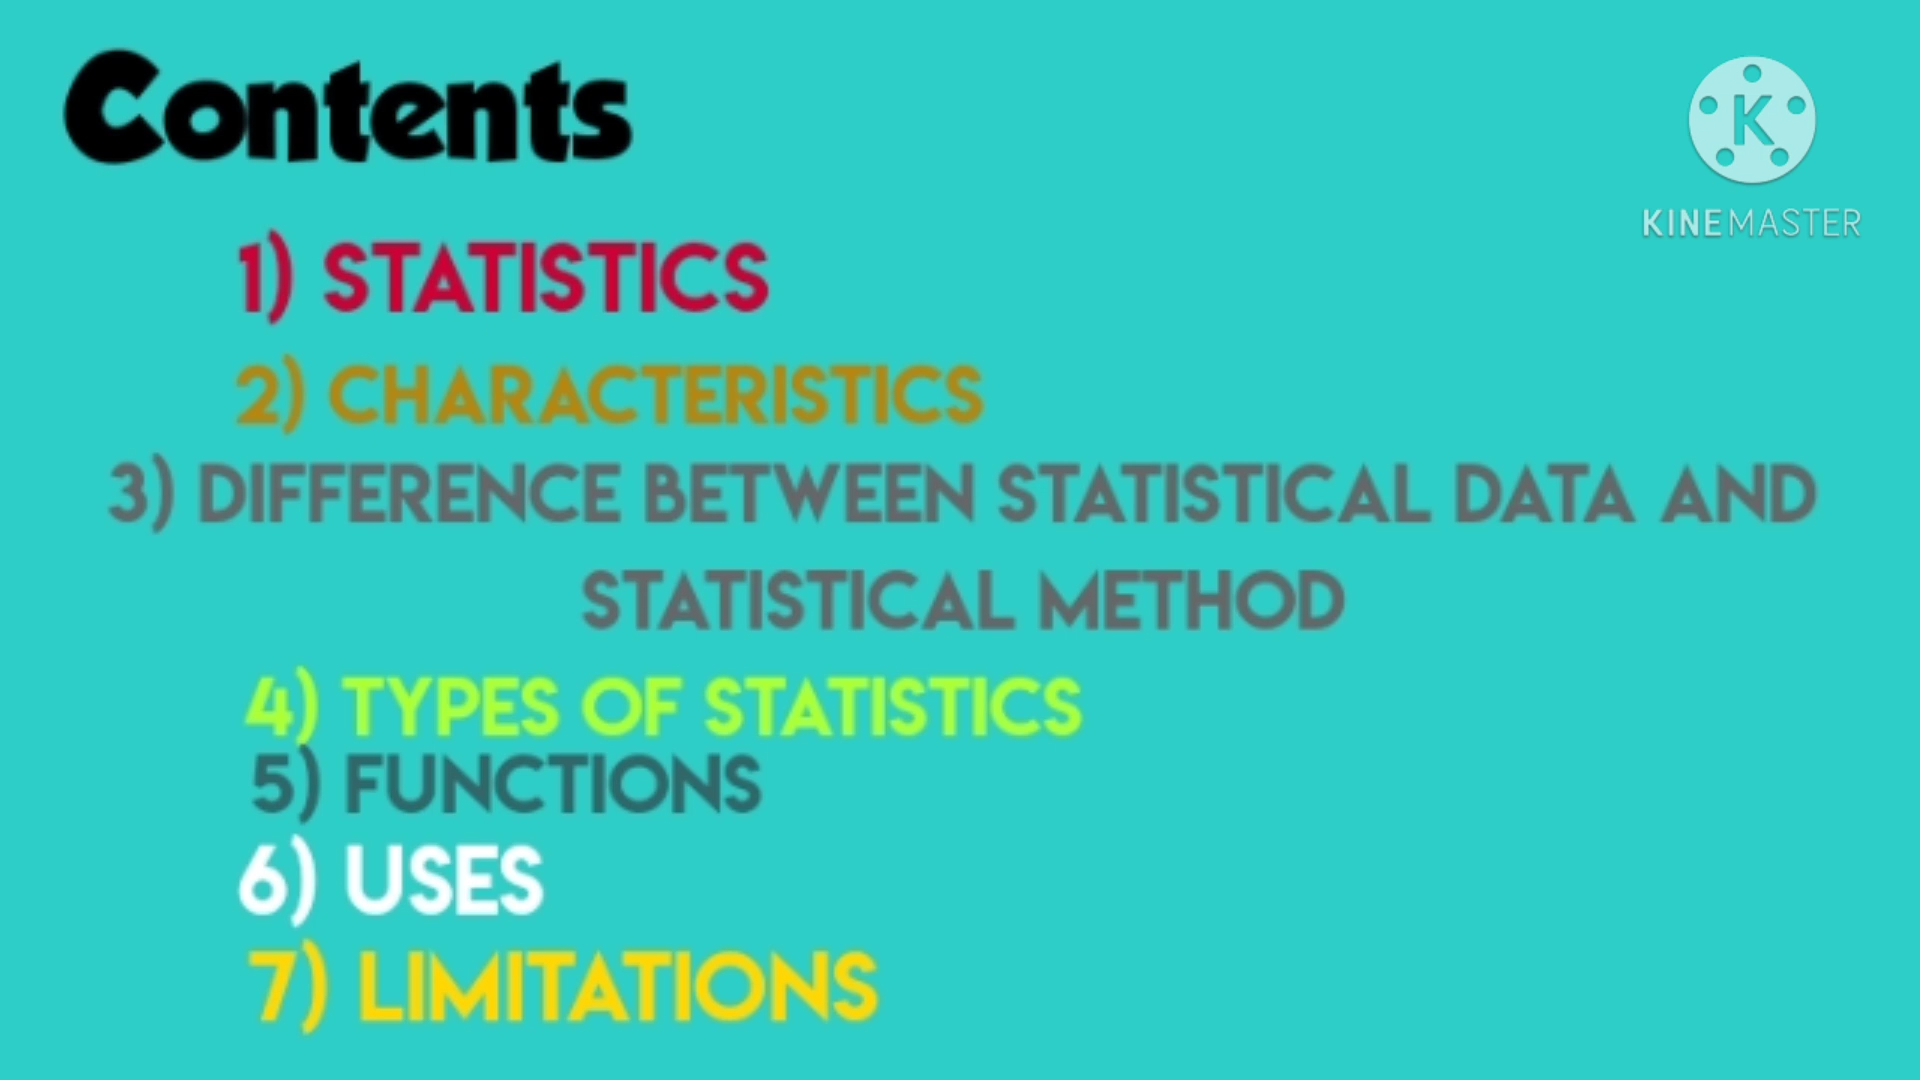 Contents
K
KINEMASTER
1) STATISTICS
2) CHARACTERISTICS
3) DIFFERENCE BETWEEN STATISTICAL DATA AND
STATISTICAL METHOD
4) TYPES OF STATISTICS
5) FUNCTIONS
6) USES
7) LIMITATIONS